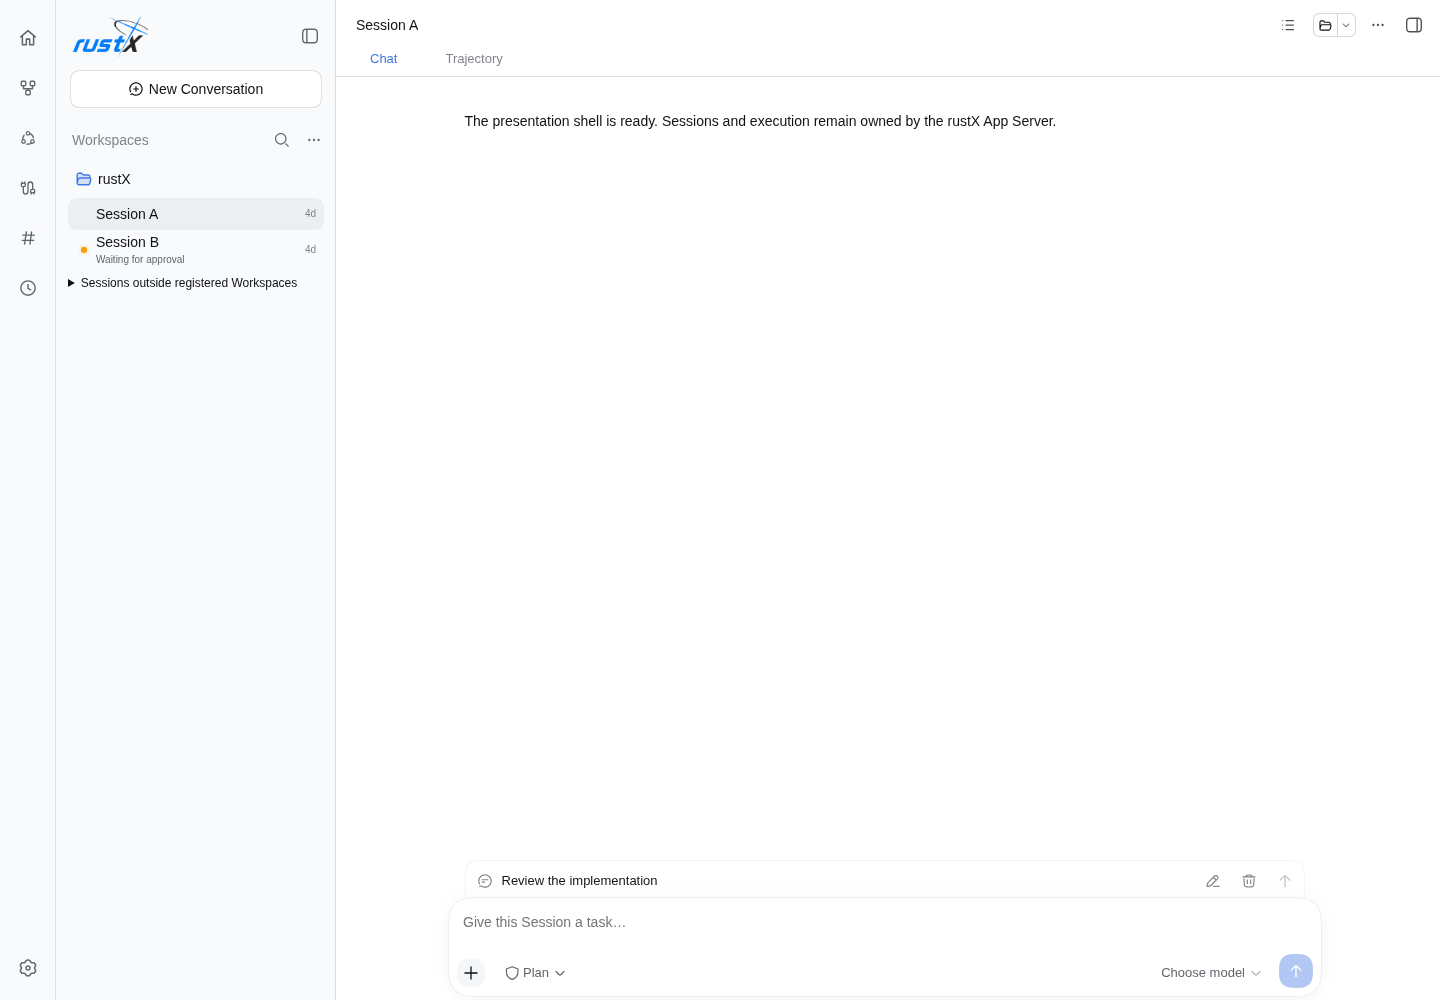 rustX
New Conversation
Workspaces
rustX
Session A 4d
Session B 4d
Waiting for approval
Sessions outside registered Workspaces
Session A
Chat Trajectory
The presentation shell is ready. Sessions and execution remain owned by the rustX App Server.
Review the implementation
Give this Session a task…
Plan
Choose model